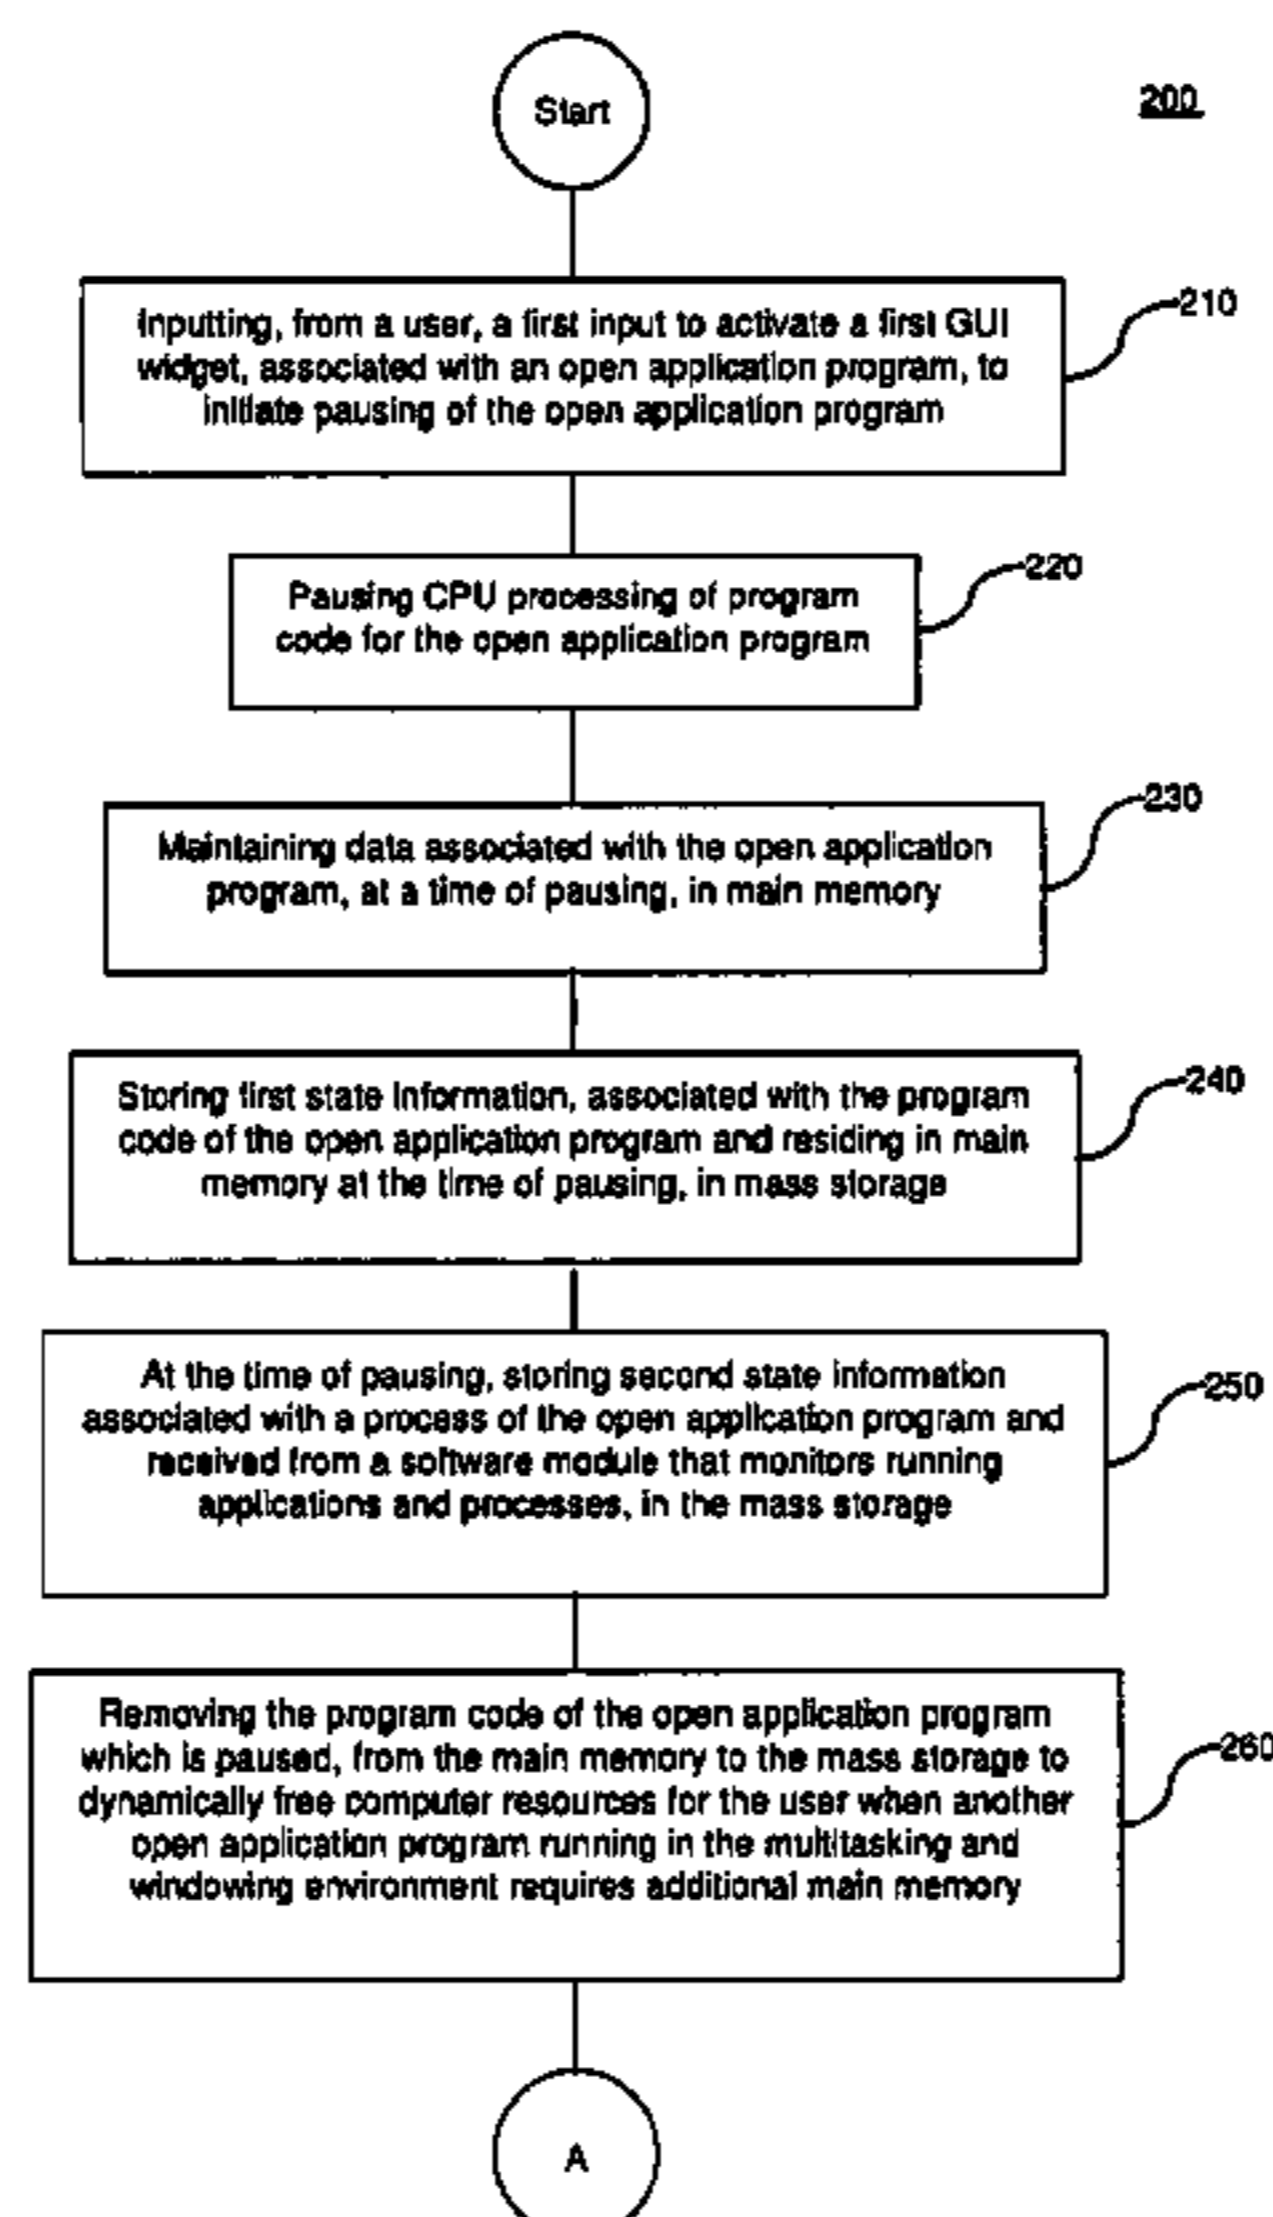 Start
200
210
Inputting, from a user, a first input to activate a first GUI
widget, associated with an open application program, to
initiate pausing of the open application program
220
Pausing CPU processing of program
code for the open application program
230
Maintaining data associated with the open application
program, at a time of pausing, in main memory
240
Storing first state information, associated with the program
code of the open application program and residing in main
memory at the time of pausing, in mass storage
250
At the time of pausing, storing second state information
associated with a process of the open application program and
received from a software module that monitors running
applications and processes, in the mass storage
260
Removing the program code of the open application program
which is paused, from the main memory to the mass storage to
dynamically free computer resources for the user when another
open application program running in the multitasking and
windowing environment requires additional main memory
A